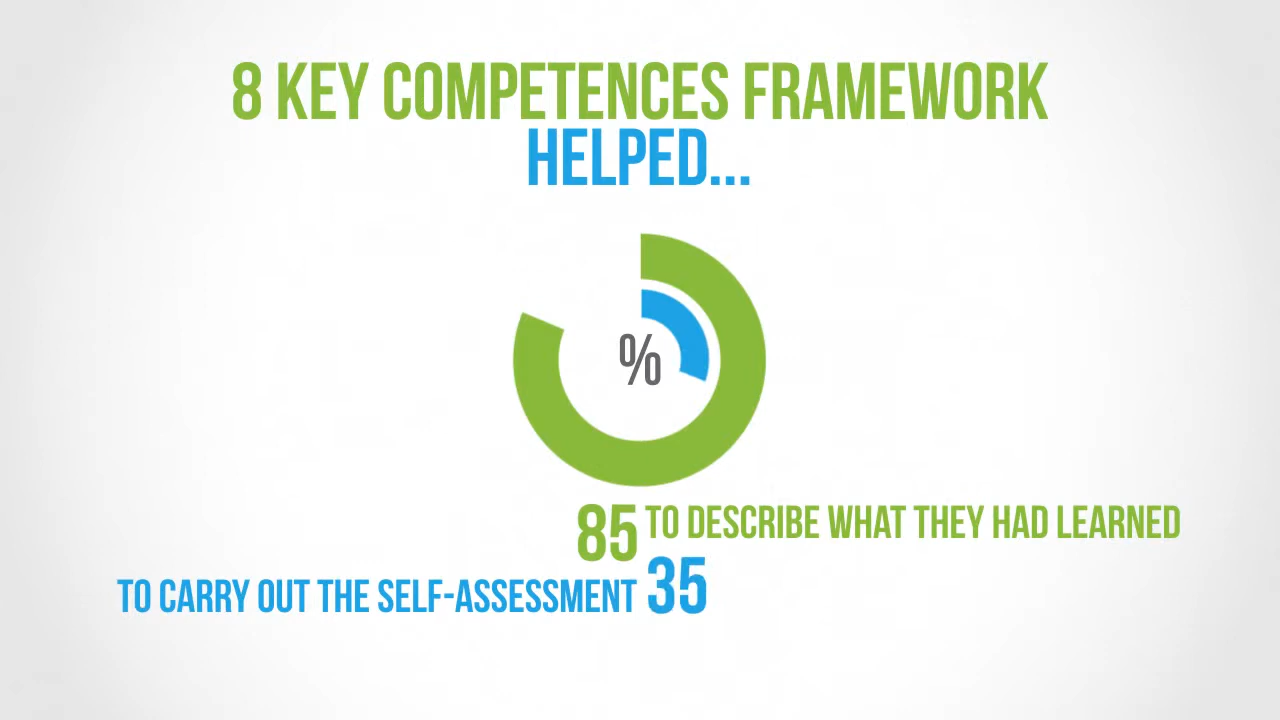 8 KEY COMPETENCES FRAMEWORK
HELPED...
%
85 TO DESCRIBE WHAT THEY HAD LEARNED
TO CARRY OUT THE SELF-ASSESSMENT 35